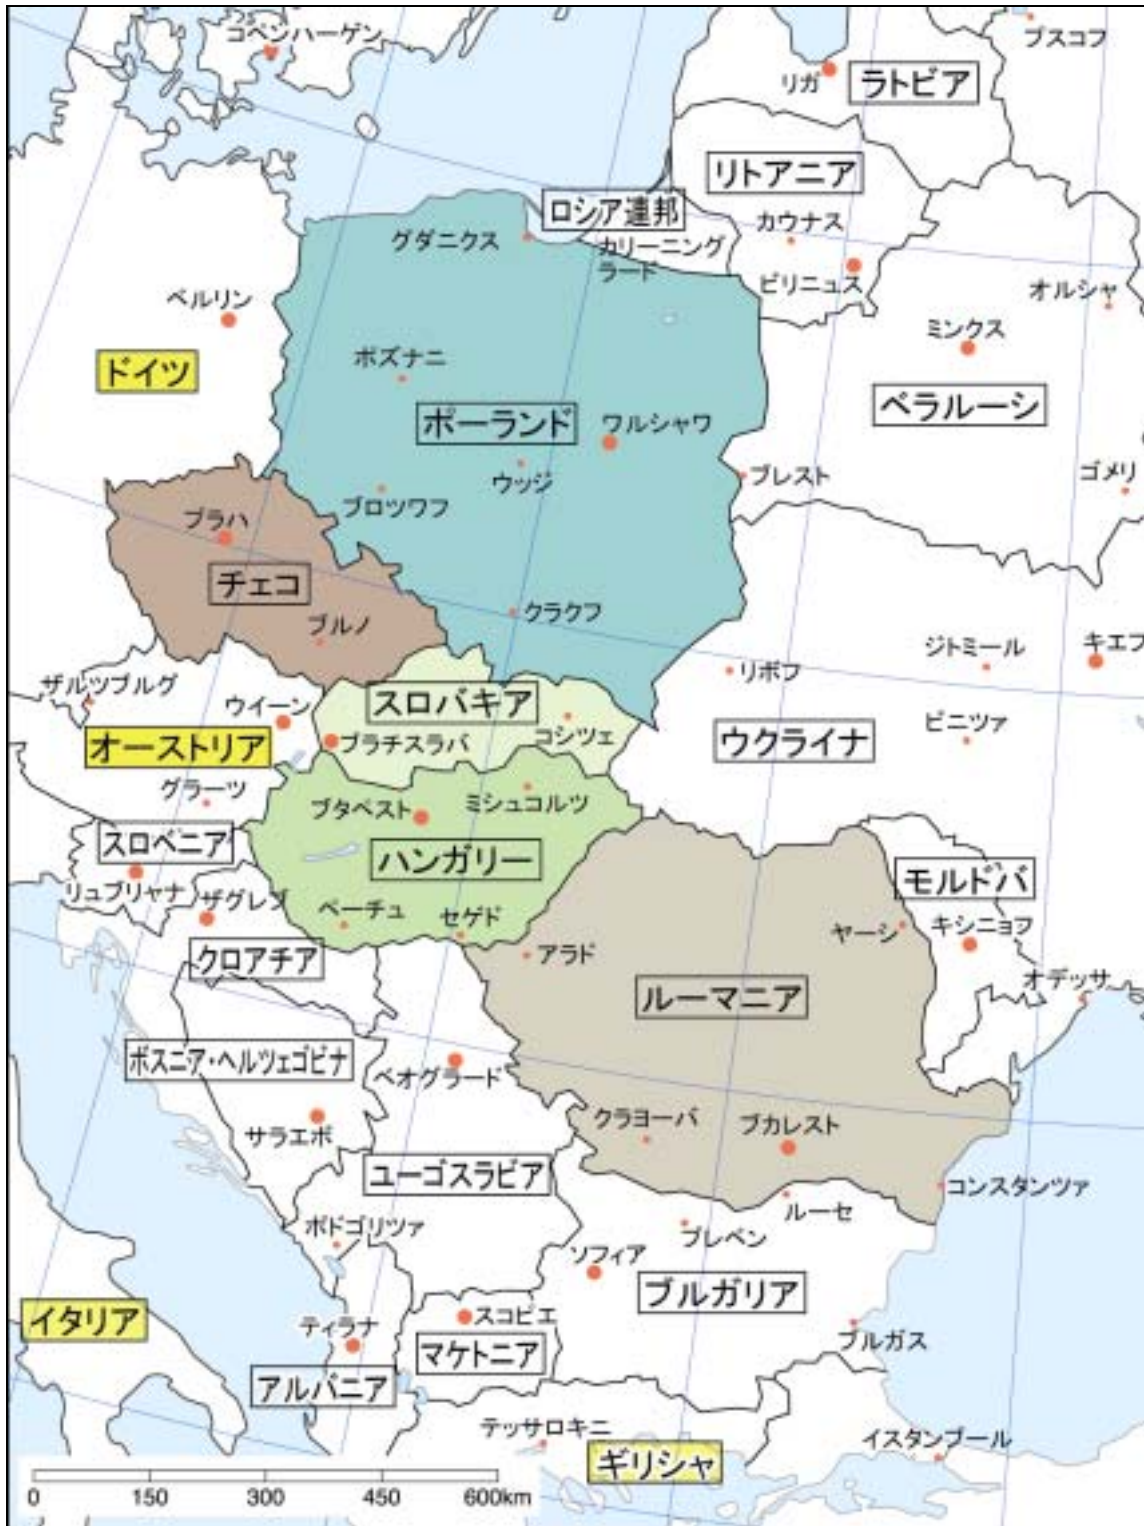 コペンハーゲン
プスコフ
リガ
ラトビア
リトアニア
ロシア連邦
グダニクス
カリーニング
ラード
カウナス
ビリニュス
オルシャ
ベルリン
ミンクス
ドイツ
ポズナニ
ベラルーシ
ポーランド
ワルシャワ
ウッジ
ブレスト
ゴメリ
ブロツワフ
プラハ
チェコ
クラクフ
ブルノ
ジトミール
キエフ
リボフ
ザルツブルグ
スロバキア
ウイーン
ビニツァ
オーストリア
ブラチスラバ
コシツェ
ウクライナ
グラーツ
ブタペスト
ミシュコルツ
スロベニア
ハンガリー
モルドバ
リュブリャナ
ザグレブ
ペーチュ
セゲド
ヤーシ
キシニョフ
クロアチア
アラド
オデッサ
ルーマニア
ボスニア・ヘルツェゴビナ
ベオグラード
クラヨーバ
ブカレスト
サラエボ
ユーゴスラビア
コンスタンツァ
ルーセ
ポドゴリツァ
プレベン
ソフィア
ブルガリア
イタリア
ティラナ
スコピエ
マケトニア
ブルガス
アルバニア
テッサロキニ
イスタンブール
ギリシャ
0 150 300 450 600km